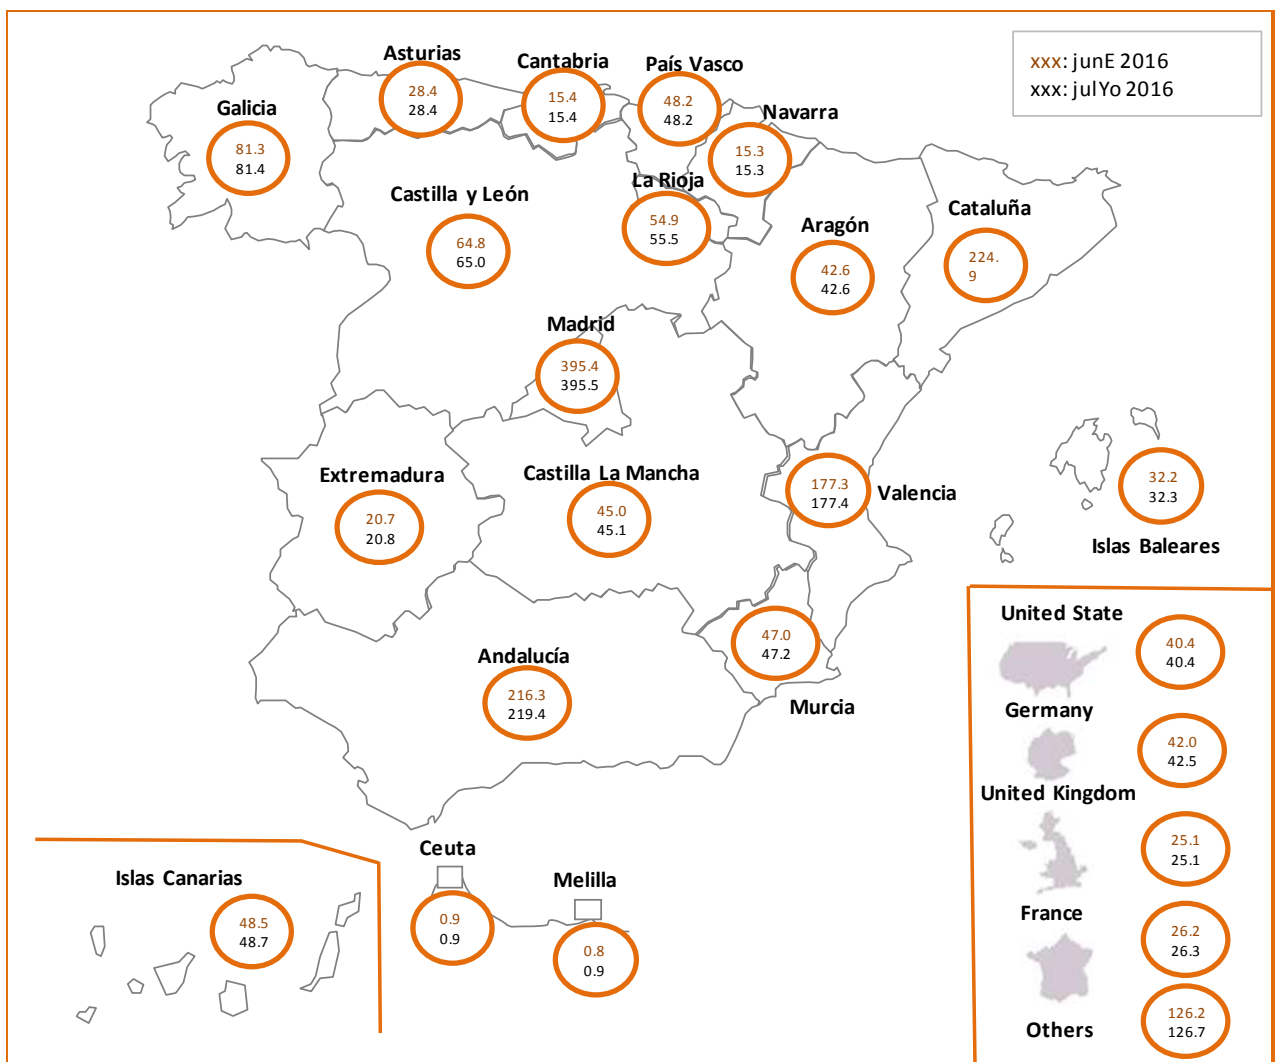 xxx: junE 2016
xxx: julYo 2016
Asturias
28.4
28.4
Cantabria
15.4
15.4
País Vasco
48.2
48.2
Navarra
15.3
15.3
Galicia
81.3
81.4
Castilla y León
64.8
65.0
La Rioja
54.9
55.5
Aragón
42.6
42.6
Cataluña
224.
9
Madrid
395.4
395.5
Extremadura
20.7
20.8
Castilla La Mancha
45.0
45.1
177.3
177.4
Valencia
32.2
32.3
Islas Baleares
Andalucía
216.3
219.4
47.0
47.2
Murcia
United State
40.4
40.4
Germany
42.0
42.5
United Kingdom
25.1
25.1
France
26.2
26.3
Others
126.2
126.7
Islas Canarias
48.5
48.7
Ceuta
0.9
0.9
Melilla
0.8
0.9